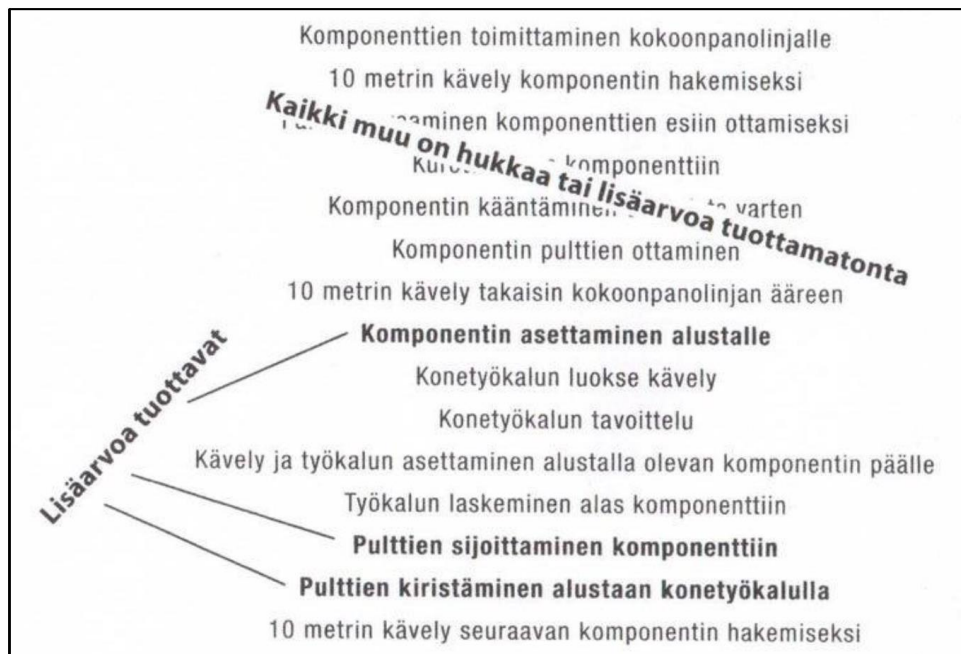 Komponenttien toimittaminen kokoonpanolinjalle
10 metrin kävely komponentin hakemiseksi
Kaikki muu on hukkaa tai lisäarvoa tuottamatonta
komponenttien esiin ottamiseksi
komponenttiin
Komponentin kääntäminen varten
Komponentin pulttien ottaminen
10 metrin kävely takaisin kokoonpanolinjan ääreen
Lisäarvoa tuottavat
Komponentin asettaminen alustalle
Konetyökalun luokse kävely
Konetyökalun tavoittelu
Kävely ja työkalun asettaminen alustalla olevan komponentin päälle
Työkalun laskeminen alas komponenttiin
Pulttien sijoittaminen komponenttiin
Pulttien kiristäminen alustaan konetyökalulla
10 metrin kävely seuraavan komponentin hakemiseksi